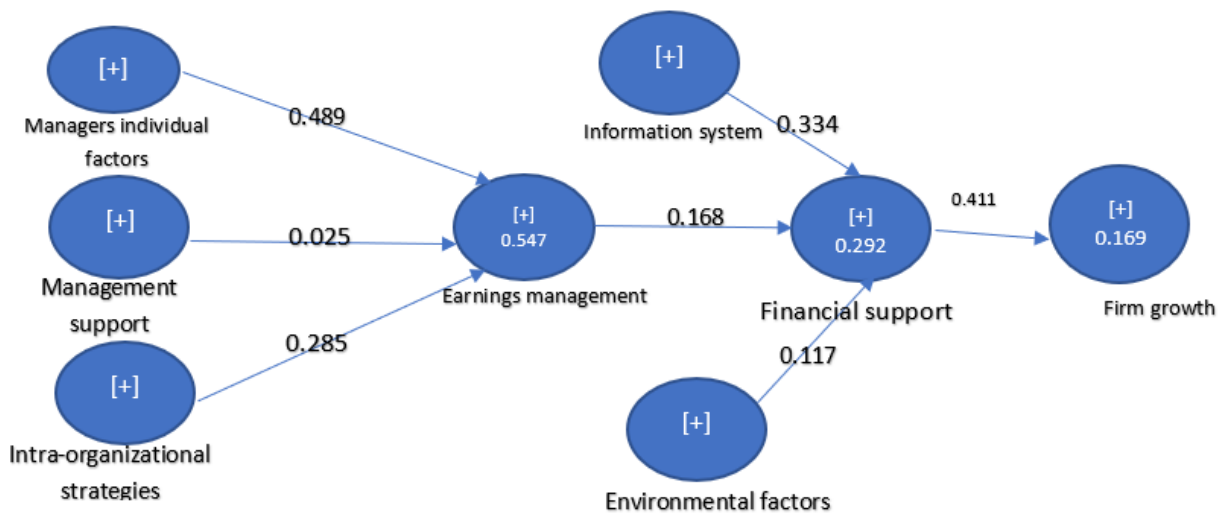 [+]
Managers individual
factors
0.489
[+]
Management
support
0.025
[+]
Intra-organizational
strategies
0.285
[+]
0.547
Earnings management
0.168
[+]
Information system
0.334
[+]
0.292
Financial support
0.117
[+]
Environmental factors
0.411
[+]
0.169
Firm growth